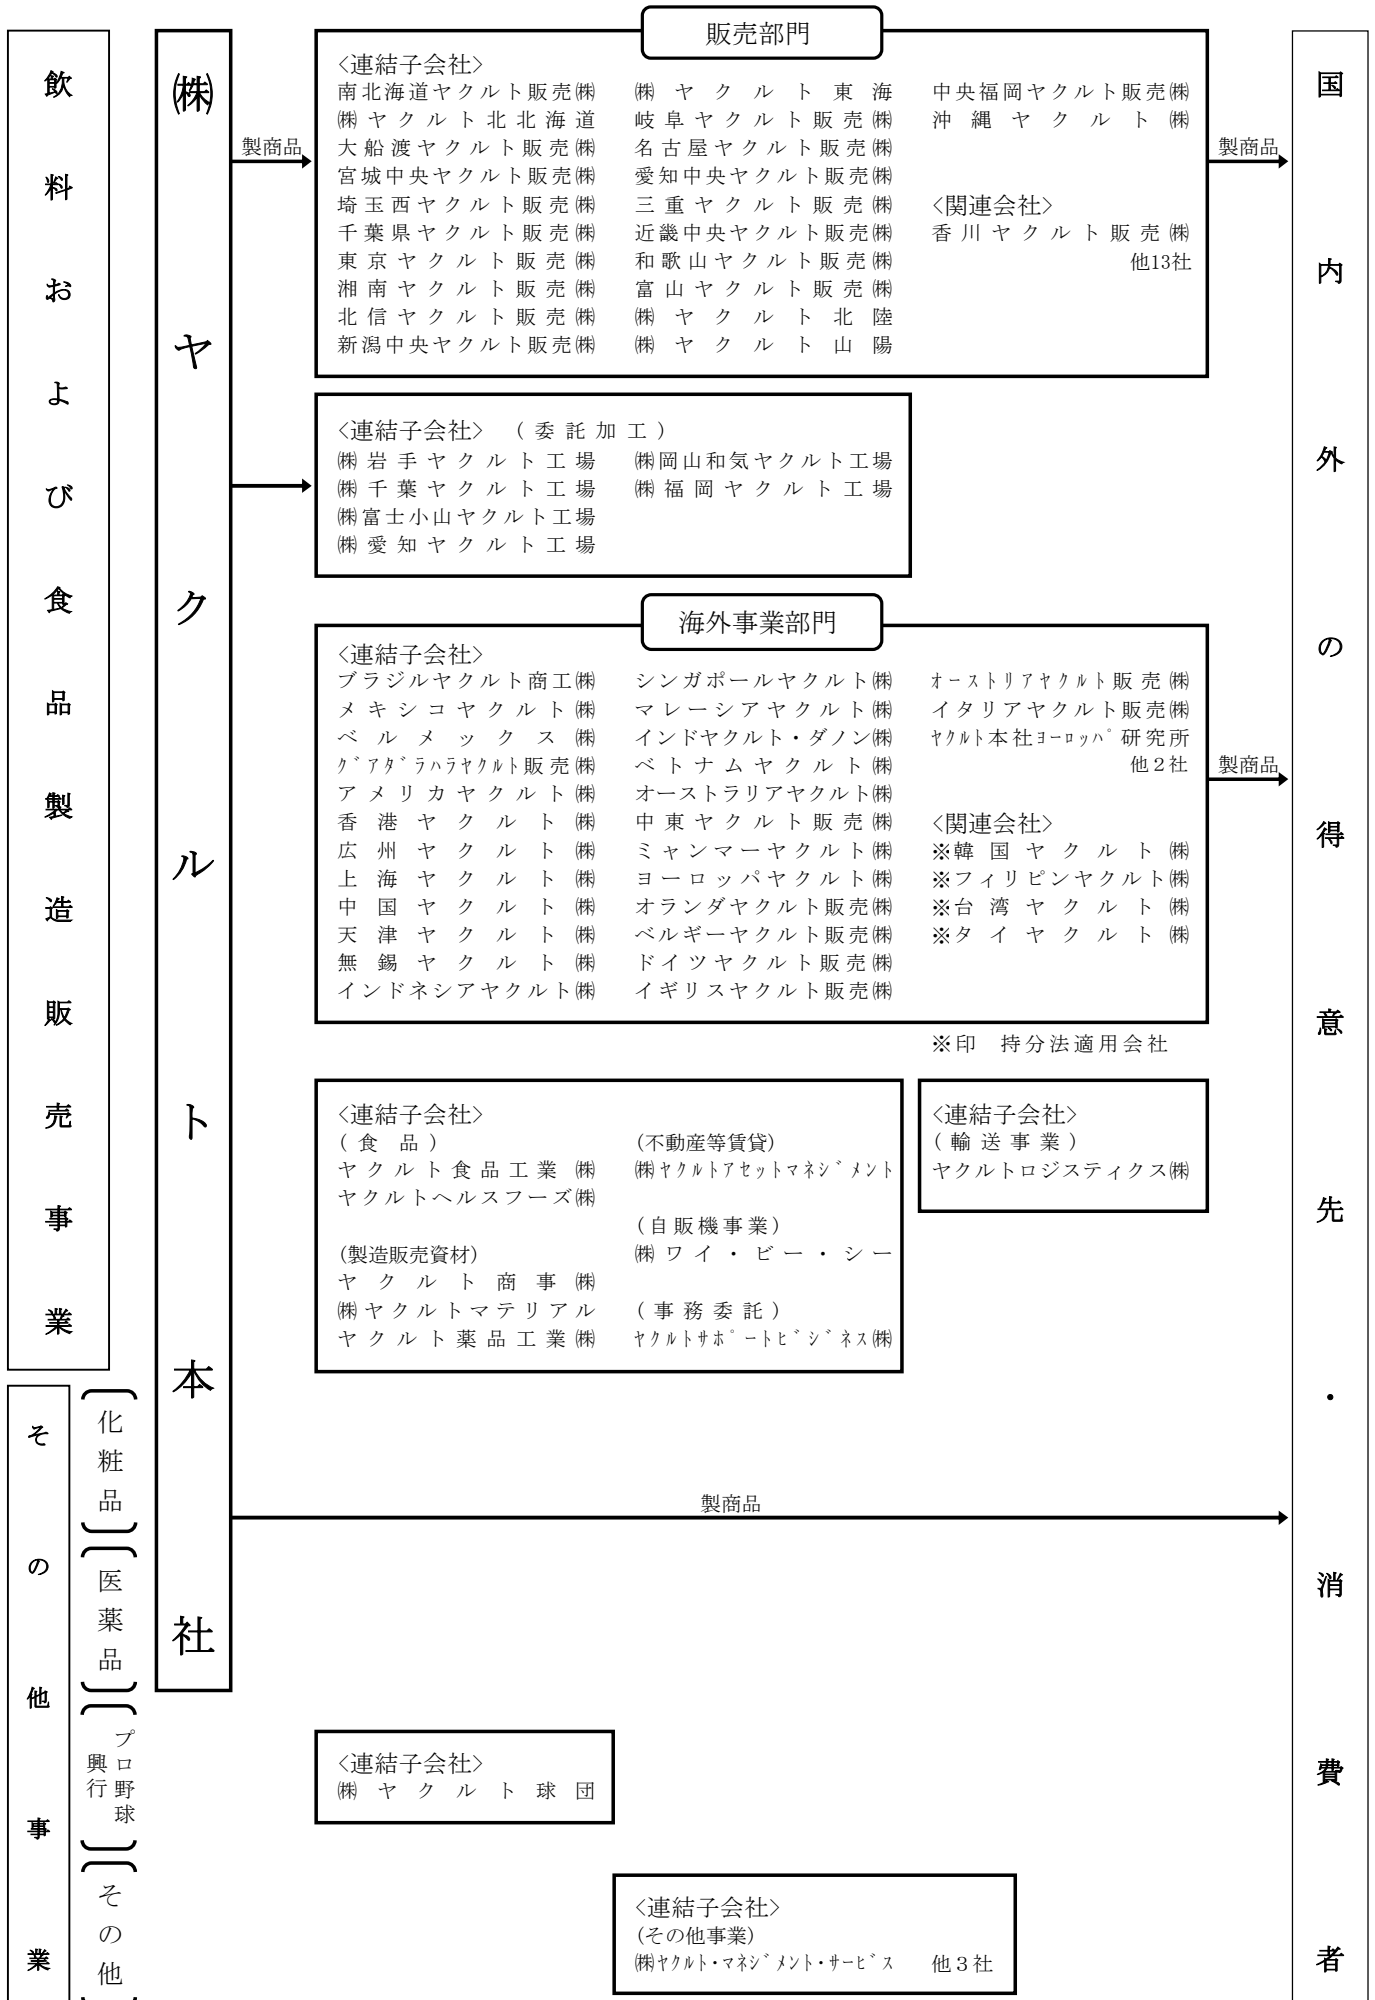 飲料および食品製造販売事業
その他事業
化粧品
医薬品
プロ野球
興行
その他
㈱ヤクルト本社
製商品
販売部門
〈連結子会社〉
南北海道ヤクルト販売㈱
㈱ヤクルト北北海道
大船渡ヤクルト販売㈱
宮城中央ヤクルト販売㈱
埼玉西ヤクルト販売㈱
千葉県ヤクルト販売㈱
東京ヤクルト販売㈱
湘南ヤクルト販売㈱
北信ヤクルト販売㈱
新潟中央ヤクルト販売㈱
㈱ヤクルト東海
岐阜ヤクルト販売㈱
名古屋ヤクルト販売㈱
愛知中央ヤクルト販売㈱
三重ヤクルト販売㈱
近畿中央ヤクルト販売㈱
和歌山ヤクルト販売㈱
富山ヤクルト販売㈱
㈱ヤクルト北陸
㈱ヤクルト山陽
中央福岡ヤクルト販売㈱
沖縄ヤクルト㈱
〈関連会社〉
香川ヤクルト販売㈱
他13社
製商品
〈連結子会社〉 (委託加工)
㈱岩手ヤクルト工場
㈱千葉ヤクルト工場
㈱富士小山ヤクルト工場
㈱愛知ヤクルト工場
㈱岡山和気ヤクルト工場
㈱福岡ヤクルト工場
海外事業部門
〈連結子会社〉
ブラジルヤクルト商工㈱
メキシコヤクルト㈱
ベルメックス㈱
グアダラハラヤクルト販売㈱
アメリカヤクルト㈱
香港ヤクルト㈱
広州ヤクルト㈱
上海ヤクルト㈱
中国ヤクルト㈱
天津ヤクルト㈱
無錫ヤクルト㈱
インドネシアヤクルト㈱
シンガポールヤクルト㈱
マレーシアヤクルト㈱
インドヤクルト・ダノン㈱
ベトナムヤクルト㈱
オーストラリアヤクルト㈱
中東ヤクルト販売㈱
ミャンマーヤクルト㈱
ヨーロッパヤクルト㈱
オランダヤクルト販売㈱
ベルギーヤクルト販売㈱
ドイツヤクルト販売㈱
イギリスヤクルト販売㈱
オーストリアヤクルト販売㈱
イタリアヤクルト販売㈱
ヤクルト本社ヨーロッパ研究所
他2社
〈関連会社〉
※韓国ヤクルト㈱
※フィリピンヤクルト㈱
※台湾ヤクルト㈱
※タイヤクルト㈱
製商品
※印 持分法適用会社
〈連結子会社〉
(食品)
ヤクルト食品工業㈱
ヤクルトヘルスフーズ㈱
(製造販売資材)
ヤクルト商事㈱
㈱ヤクルトマテリアル
ヤクルト薬品工業㈱
(不動産等賃貸)
㈱ヤクルトアセットマネジメント
(自販機事業)
㈱ワイ・ビー・シー
(事務委託)
ヤクルトサポートビジネス㈱
〈連結子会社〉
(輸送事業)
ヤクルトロジスティクス㈱
製商品
〈連結子会社〉
㈱ヤクルト球団
〈連結子会社〉
(その他事業)
㈱ヤクルト・マネジメント・サービス 他3社
国内外の得意先・消費者